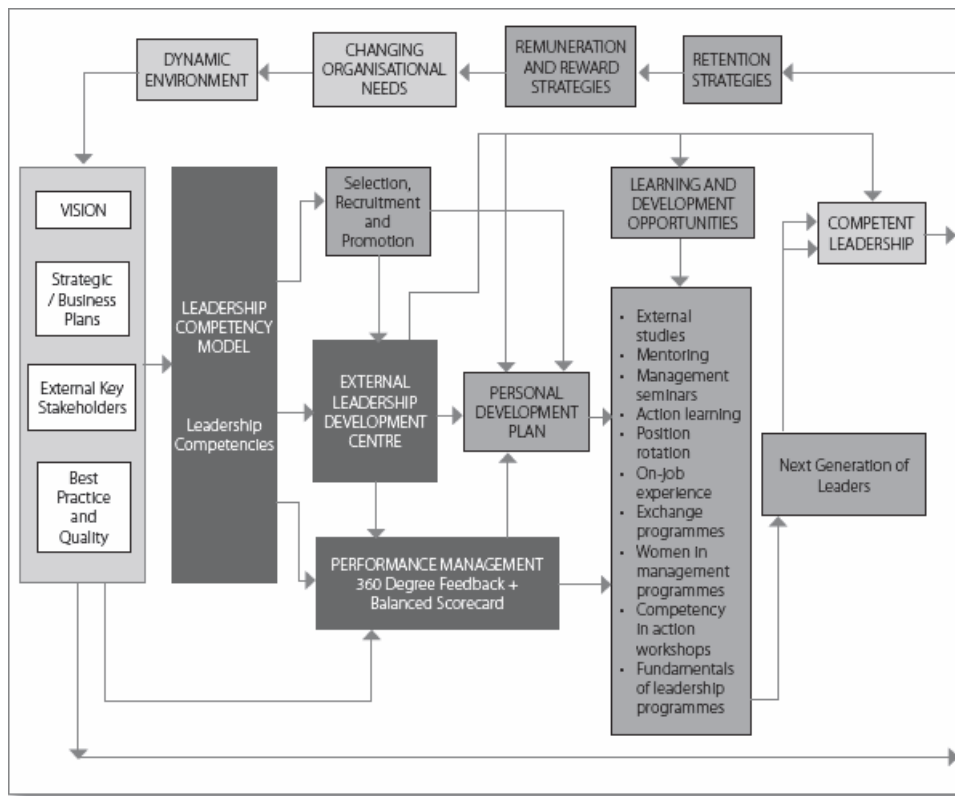 DYNAMIC
ENVIRONMENT
CHANGING
ORGANISATIONAL
NEEDS
REMUNERATION
AND REWARD
STRATEGIES
RETENTION
STRATEGIES
VISION
Strategic
/ Business
Plans
External Key
Stakeholders
Best
Practice
and
Quality
LEADERSHIP
COMPETENCY
MODEL
Leadership
Competencies
Selection,
Recruitment
and
Promotion
EXTERNAL
LEADERSHIP
DEVELOPMENT
CENTRE
PERFORMANCE MANAGEMENT
360 Degree Feedback +
Balanced Scorecard
PERSONAL
DEVELOPMENT
PLAN
LEARNING AND
DEVELOPMENT
OPPORTUNITIES
• External
studies
• Mentoring
• Management
seminars
• Action learning
• Position
rotation
• On-job
experience
• Exchange
programmes
• Women in
management
programmes
• Competency
in action
workshops
• Fundamentals
of leadership
programmes
COMPETENT
LEADERSHIP
Next Generation of
Leaders